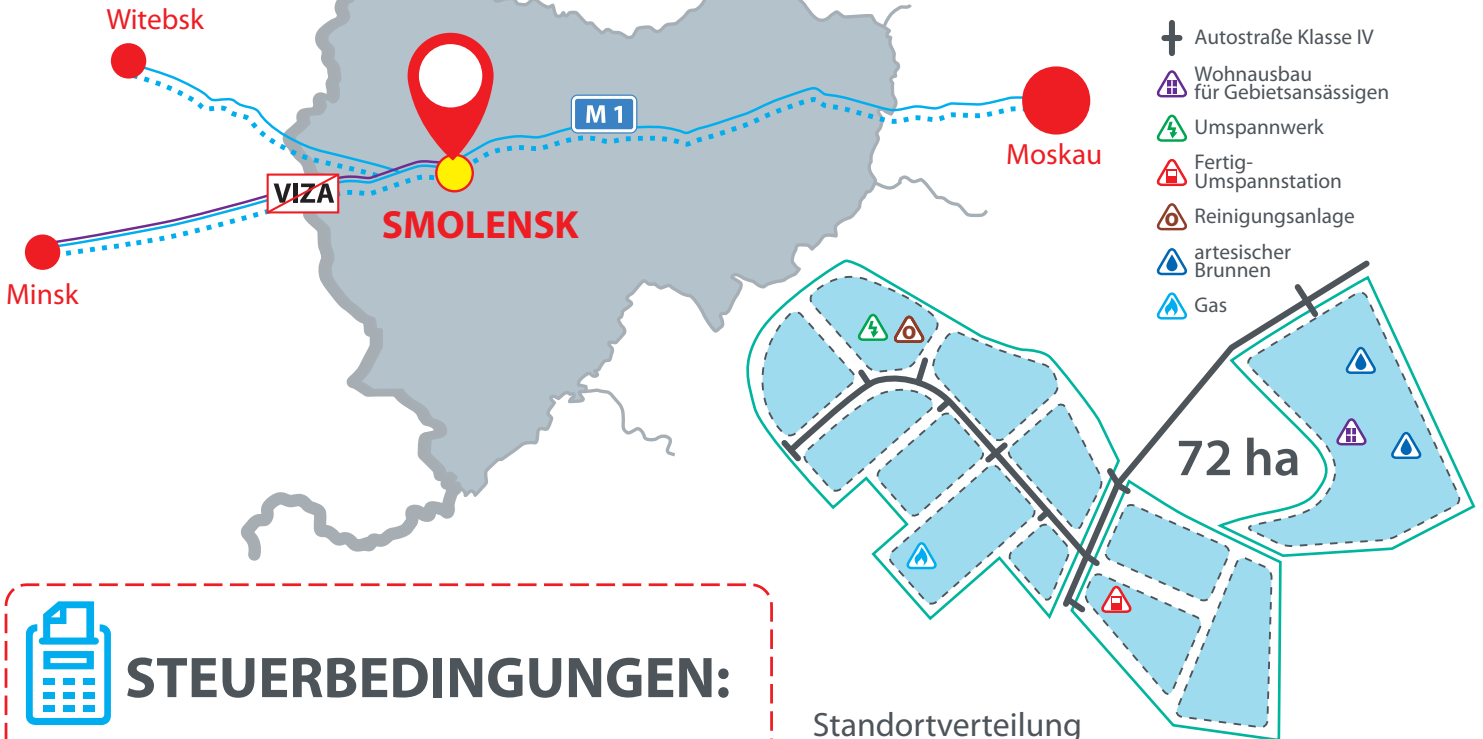 Witebsk
M 1
Moskau
VIZA
SMOLENSK
Minsk
Autostraße Klasse IV
Wohnausbau
für Gebietsansässigen
Umspannwerk
Fertig-
Umspannstation
Reinigungsanlage
artesischer
Brunnen
Gas
72 ha
STEUERBEDINGUNGEN:
Standortverteilung